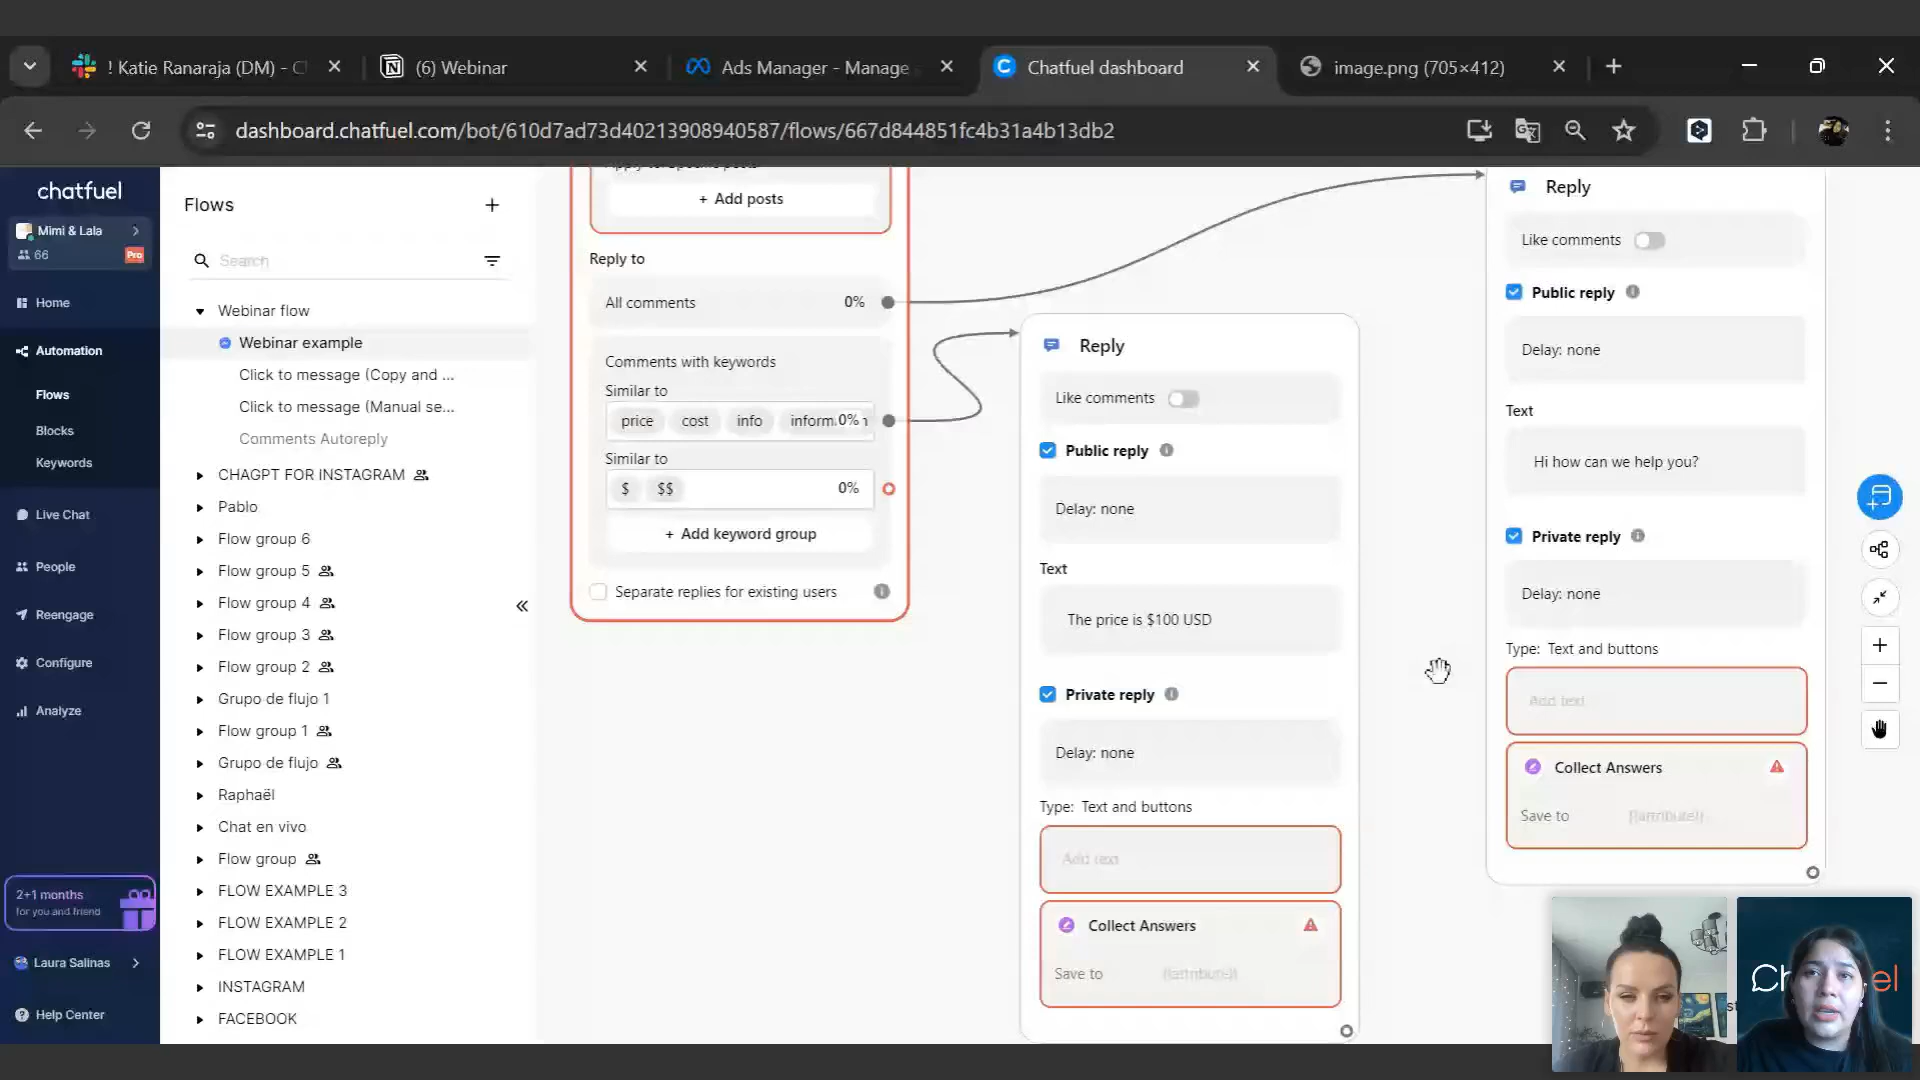 ! Katie Ranaraja (DM) - C
(6) Webinar
Ads Manager - Manage
Chatfuel dashboard
image.png (705×412)
dashboard.chatfuel.com/bot/610d7ad73d40213908940587/flows/667d844851fc4b31a4b13db2
chatfuel
Mimi & Lala
66
Pro
Home
Automation
Flows
Blocks
Keywords
Live Chat
People
Reengage
Configure
Analyze
2+1 months
for you and friend
Laura Salinas
Help Center
Flows
Search
Webinar flow
Webinar example
Click to message (Copy and ...
Click to message (Manual se...
Comments Autoreply
CHAGPT FOR INSTAGRAM
Pablo
Flow group 6
Flow group 5
Flow group 4
Flow group 3
Flow group 2
Grupo de flujo 1
Flow group 1
Grupo de flujo
Raphaël
Chat en vivo
Flow group
FLOW EXAMPLE 3
FLOW EXAMPLE 2
FLOW EXAMPLE 1
INSTAGRAM
FACEBOOK
+ Add posts
Reply to
All comments 0%
Comments with keywords
Similar to
price cost info inform 0%
Similar to
$ $$ 0%
+ Add keyword group
Separate replies for existing users
Reply
Like comments
Public reply
Delay: none
Text
The price is $100 USD
Private reply
Delay: none
Type: Text and buttons
Add text
Collect Answers
Save to
Reply
Like comments
Public reply
Delay: none
Text
Hi how can we help you?
Private reply
Delay: none
Type: Text and buttons
Add text
Collect Answers
Save to